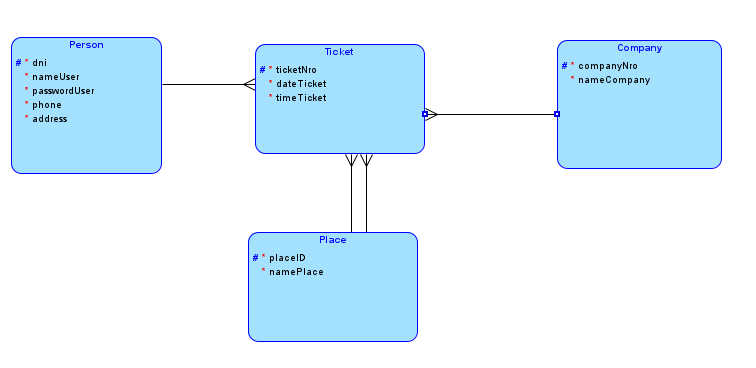 Person
# * dni
* nameUser
* passwordUser
* phone
* address
Ticket
# * ticketNro
* dateTicket
* timeTicket
Company
# * companyNro
* nameCompany
Place
# * placeID
* namePlace